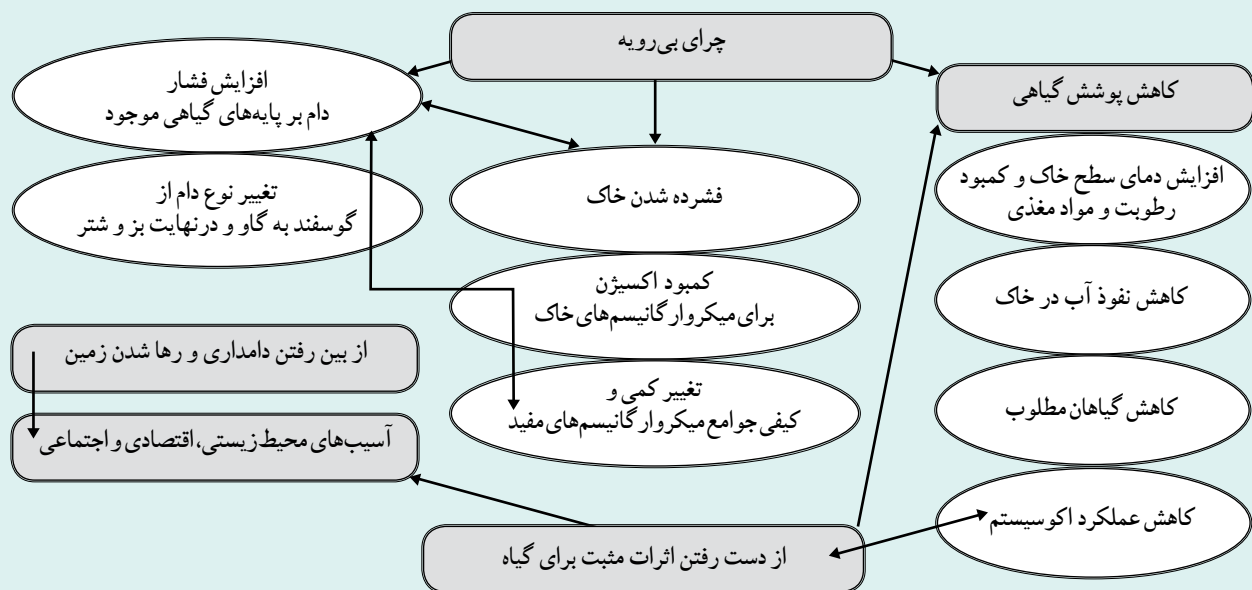 چرای بی‌رویه
کاهش پوشش گیاهی
افزایش دمای سطح خاک و کمبود
رطوبت و مواد مغذی
کاهش نفوذ آب در خاک
کاهش گیاهان مطلوب
کاهش عملکرد اکوسیستم
فشرده شدن خاک
کمبود اکسیژن
برای میکروارگانیسم‌های خاک
تغییر کمی و
کیفی جوامع میکروارگانیسم‌های مفید
از دست رفتن اثرات مثبت برای گیاه
افزایش فشار
دام بر پایه‌های گیاهی موجود
تغییر نوع دام از
گوسفند به گاو و درنهایت بز و شتر
از بین رفتن دامداری و رها شدن زمین
آسیب‌های محیط زیستی، اقتصادی و اجتماعی